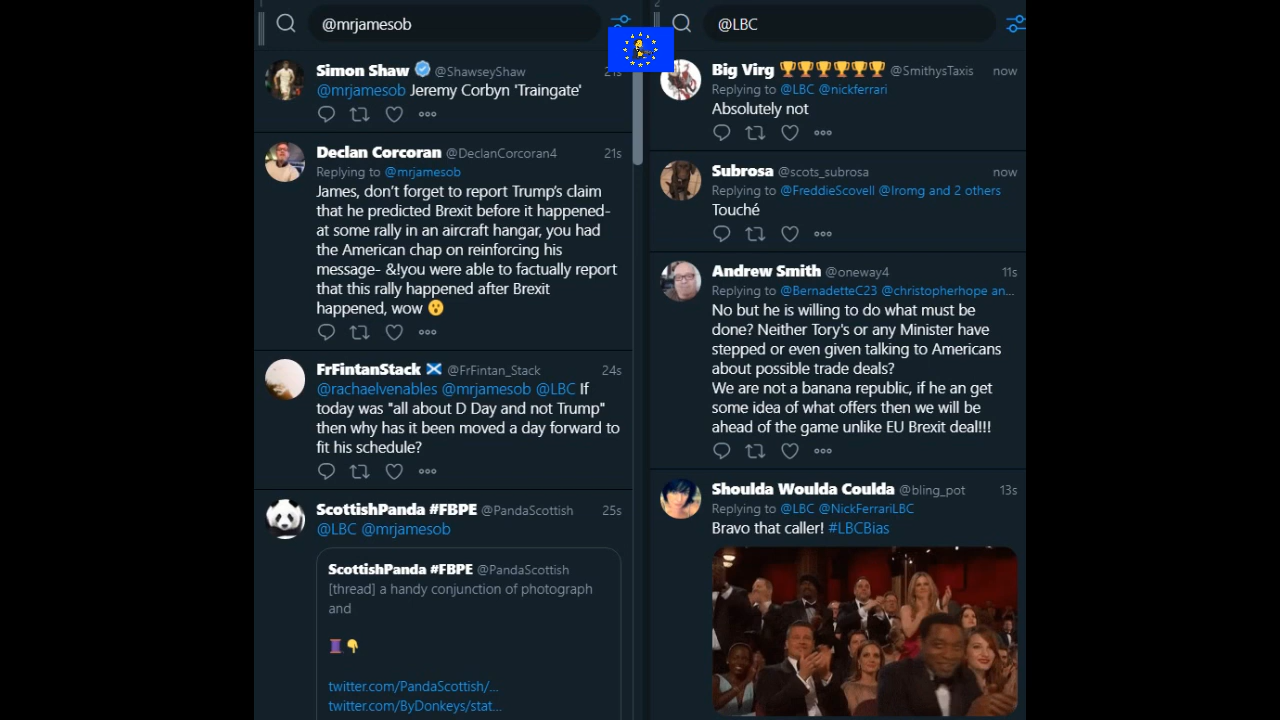 1
@mrjamesob
Simon Shaw @ShawseyShaw 21s
@mrjamesob Jeremy Corbyn 'Traingate'
Declan Corcoran @DeclanCorcoran4 21s
Replying to @mrjamesob
James, don't forget to report Trump's claim
that he predicted Brexit before it happened-
at some rally in an aircraft hangar, you had
the American chap on reinforcing his
message- &!you were able to factually report
that this rally happened after Brexit
happened, wow 😮
FrFintanStack @FrFintan_Stack 24s
@rachaelvenables @mrjamesob @LBC If
today was "all about D Day and not Trump"
then why has it been moved a day forward to
fit his schedule?
ScottishPanda #FBPE @PandaScottish 25s
@LBC @mrjamesob
ScottishPanda #FBPE @PandaScottish
[thread] a handy conjunction of photograph
and
🧵👇
twitter.com/PandaScottish/...
twitter.com/ByDonkeys/stat...
2
@LBC
Big Virg 🏆🏆🏆🏆🏆🏆 @SmithysTaxis now
Replying to @LBC @nickferrari
Absolutely not
Subrosa @scots_subrosa now
Replying to @FreddieScovell @Iromg and 2 others
Touché
Andrew Smith @oneway4 11s
Replying to @BernadetteC23 @christopherhope an...
No but he is willing to do what must be
done? Neither Tory's or any Minister have
stepped or even given talking to Americans
about possible trade deals?
We are not a banana republic, if he an get
some idea of what offers then we will be
ahead of the game unlike EU Brexit deal!!!
Shoulda Woulda Coulda @bling_pot 13s
Replying to @LBC @NickFerrariLBC
Bravo that caller! #LBCBias